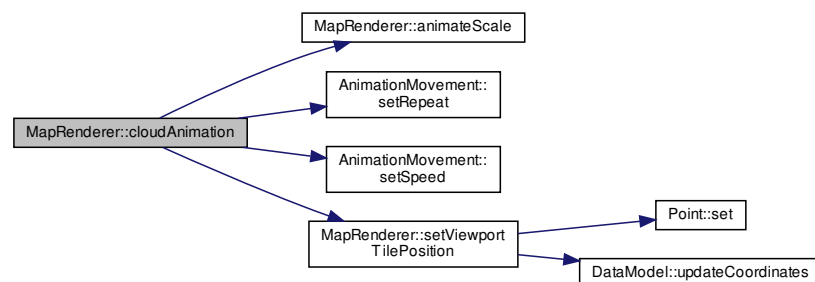 MapRenderer::animateScale
AnimationMovement::
setRepeat
MapRenderer::cloudAnimation
AnimationMovement::
setSpeed
MapRenderer::setViewport
TilePosition
Point::set
DataModel::updateCoordinates